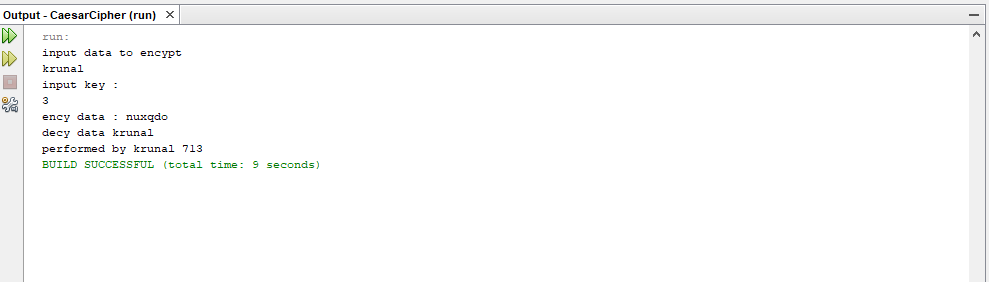 Output - CaesarCipher (run)
run:
input data to encypt
krunal
input key :
3
ency data : nuxqdo
decy data krunal
performed by krunal 713
BUILD SUCCESSFUL (total time: 9 seconds)